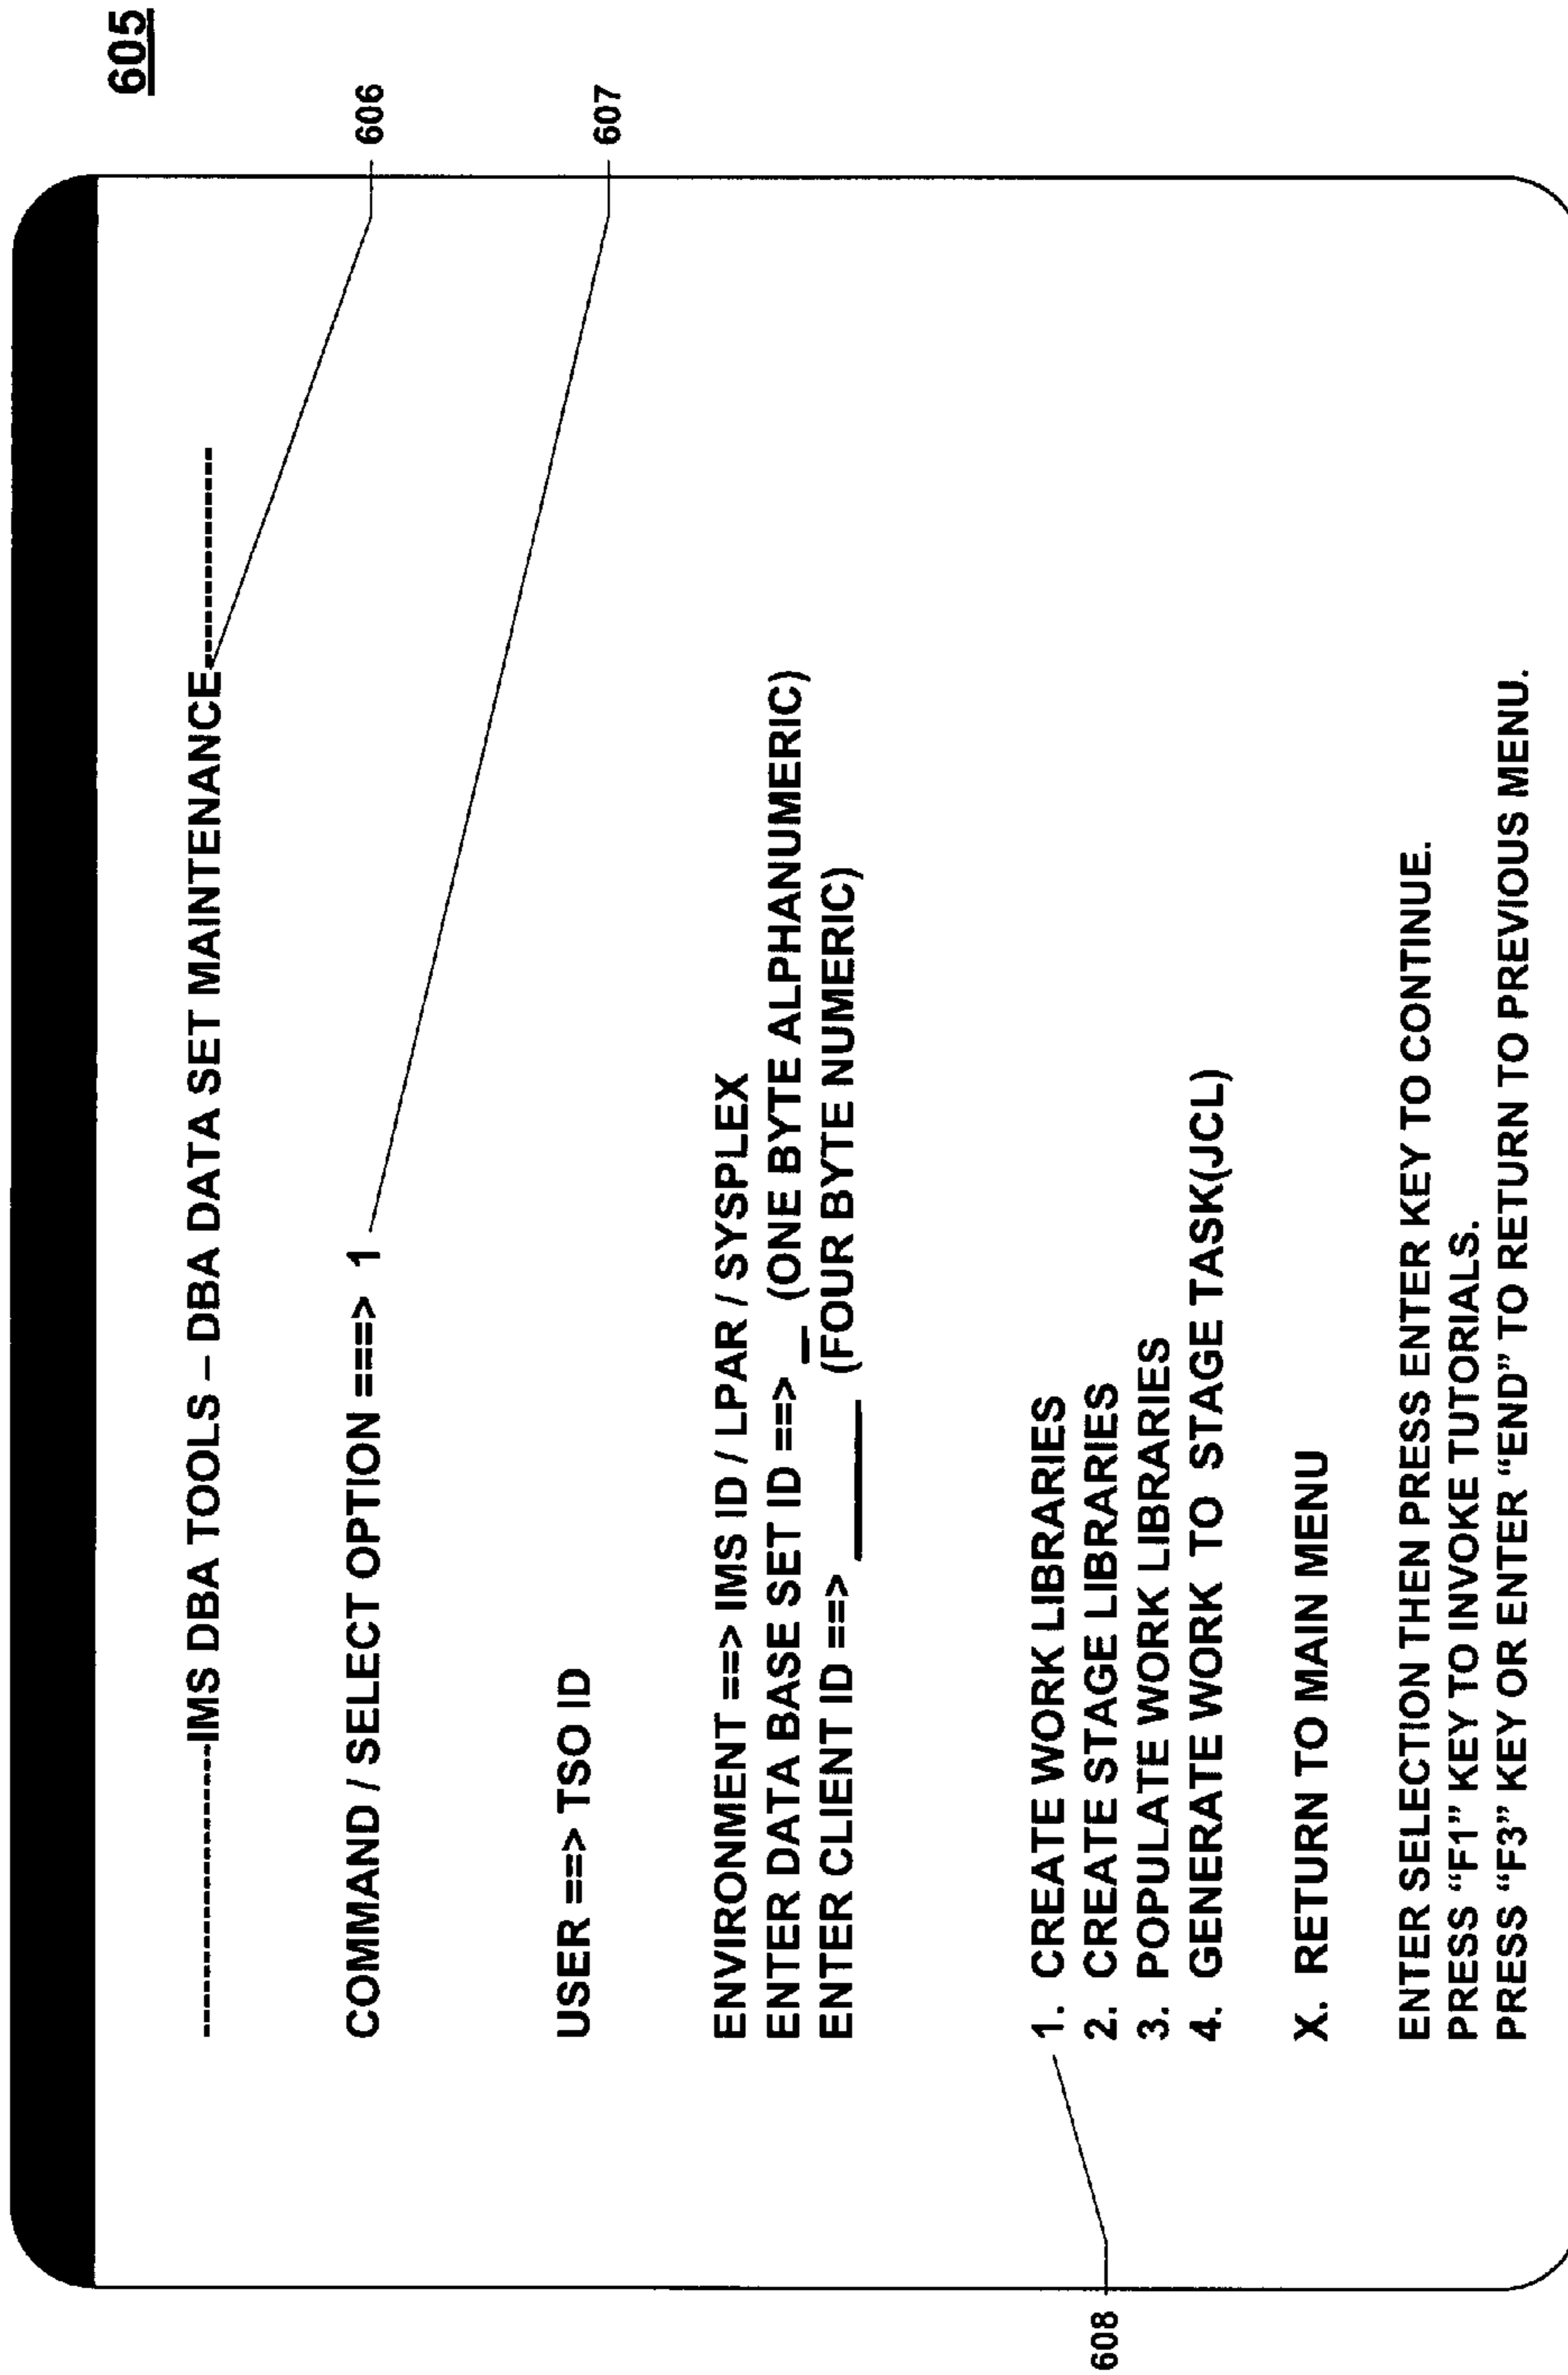 605
------------------IMS DBA TOOLS – DBA DATA SET MAINTENANCE------------------
606
COMMAND / SELECT OPTION ===> 1
607
USER ==> TSO ID
ENVIRONMENT ==> IMS ID / LPAR / SYSPLEX
ENTER DATA BASE SET ID ==> _ (ONE BYTE ALPHANUMERIC)
ENTER CLIENT ID ==> ____ (FOUR BYTE NUMERIC)
1. CREATE WORK LIBRARIES
608
2. CREATE STAGE LIBRARIES
3. POPULATE WORK LIBRARIES
4. GENERATE WORK TO STAGE TASK(JCL)
X. RETURN TO MAIN MENU
ENTER SELECTION THEN PRESS ENTER KEY TO CONTINUE.
PRESS “F1” KEY TO INVOKE TUTORIALS.
PRESS “F3” KEY OR ENTER “END” TO RETURN TO PREVIOUS MENU.